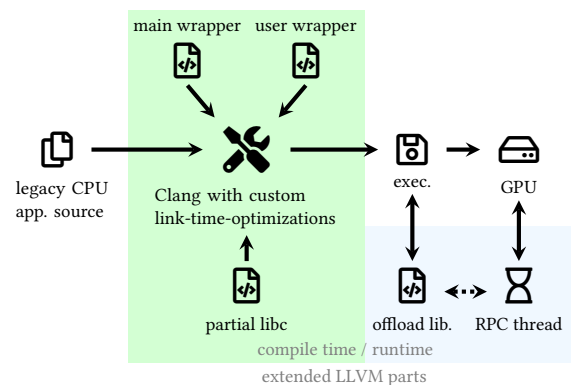 main wrapper
user wrapper
legacy CPU
app. source
Clang with custom
link-time-optimizations
exec.
GPU
partial libc
offload lib.
RPC thread
compile time / runtime
extended LLVM parts